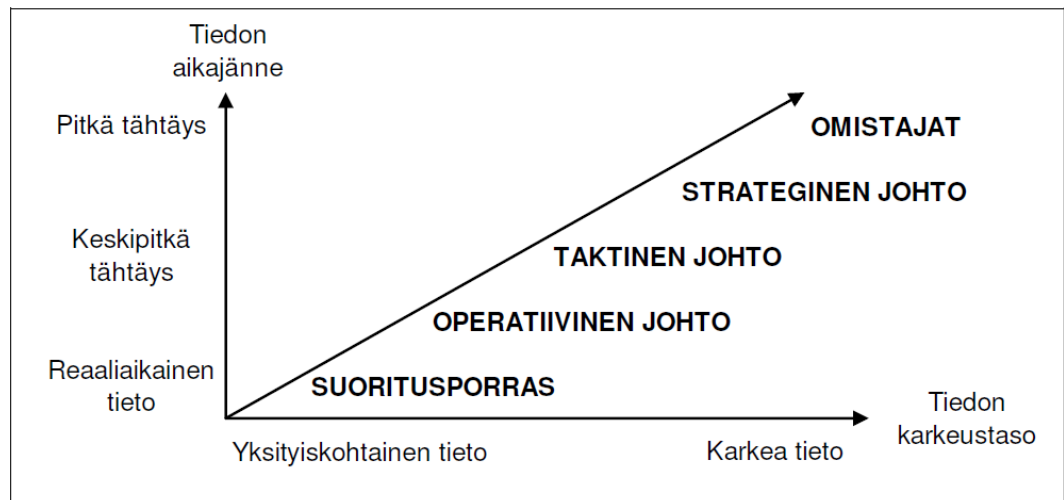 Tiedon
aikajänne
Pitkä tähtäys
OMISTAJAT
STRATEGINEN JOHTO
Keskipitkä
tähtäys
TAKTINEN JOHTO
OPERATIIVINEN JOHTO
Reaaliaikainen
tieto
SUORITUSPORRAS
Tiedon
karkeustaso
Yksityiskohtainen tieto
Karkea tieto